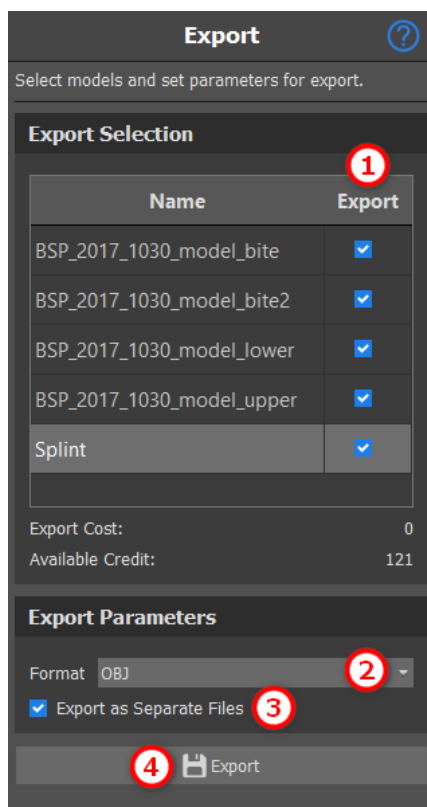 Export ?
Select models and set parameters for export.
Export Selection
1
Name Export
BSP_2017_1030_model_bite
BSP_2017_1030_model_bite2
BSP_2017_1030_model_lower
BSP_2017_1030_model_upper
Splint
Export Cost: 0
Available Credit: 121
Export Parameters
Format OBJ 2
Export as Separate Files 3
4 Export